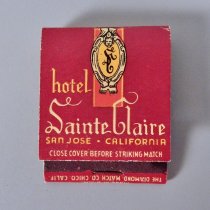 hotel
Sainte Claire
SAN JOSE - CALIFORNIA
CLOSE COVER BEFORE STRIKING MATCH
THE DIAMOND MATCH CO. CHICO, CALIF.